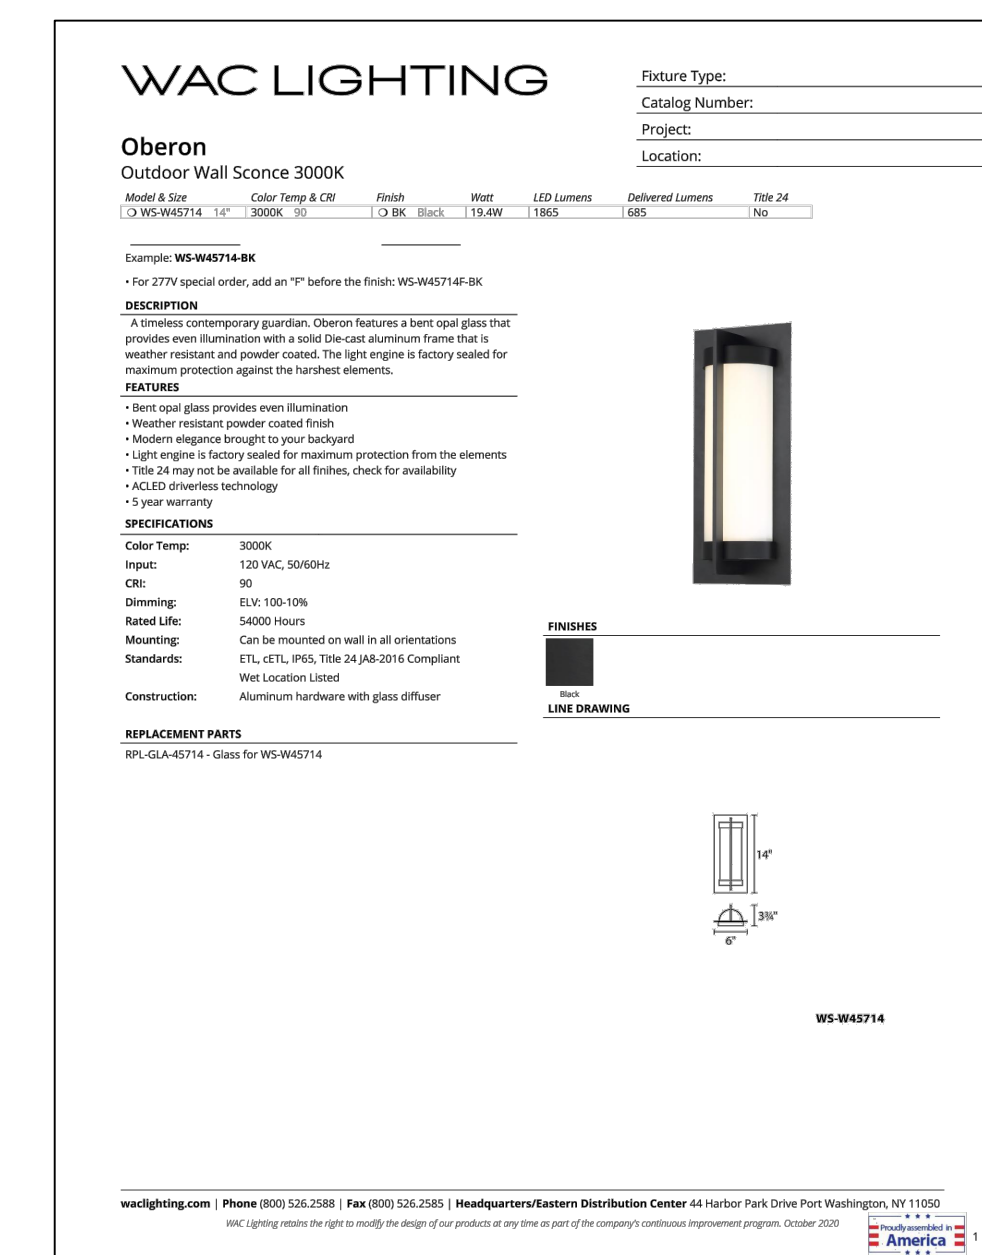 WAC LIGHTING
Fixture Type:
Catalog Number:
Project:
Location:
Oberon
Outdoor Wall Sconce 3000K
Model & Size Color Temp & CRI Finish Watt LED Lumens Delivered Lumens Title 24
WS-W45714 14" 3000K 90 BK Black 19.4W 1865 685 No
Example: WS-W45714-BK
• For 277V special order, add an "F" before the finish: WS-W45714F-BK
DESCRIPTION
A timeless contemporary guardian. Oberon features a bent opal glass that
provides even illumination with a solid Die-cast aluminum frame that is
weather resistant and powder coated. The light engine is factory sealed for
maximum protection against the harshest elements.
FEATURES
• Bent opal glass provides even illumination
• Weather resistant powder coated finish
• Modern elegance brought to your backyard
• Light engine is factory sealed for maximum protection from the elements
• Title 24 may not be available for all finihes, check for availability
• ACLED driverless technology
• 5 year warranty
SPECIFICATIONS
Color Temp: 3000K
Input: 120 VAC, 50/60Hz
CRI: 90
Dimming: ELV: 100-10%
Rated Life: 54000 Hours
Mounting: Can be mounted on wall in all orientations
Standards: ETL, cETL, IP65, Title 24 JA8-2016 Compliant
Wet Location Listed
Construction: Aluminum hardware with glass diffuser
REPLACEMENT PARTS
RPL-GLA-45714 - Glass for WS-W45714
FINISHES
Black
LINE DRAWING
14"
3¾"
6"
WS-W45714
waclighting.com | Phone (800) 526.2588 | Fax (800) 526.2585 | Headquarters/Eastern Distribution Center 44 Harbor Park Drive Port Washington, NY 11050
WAC Lighting retains the right to modify the design of our products at any time as part of the company's continuous improvement program. October 2020
Proudly assembled in
America
1